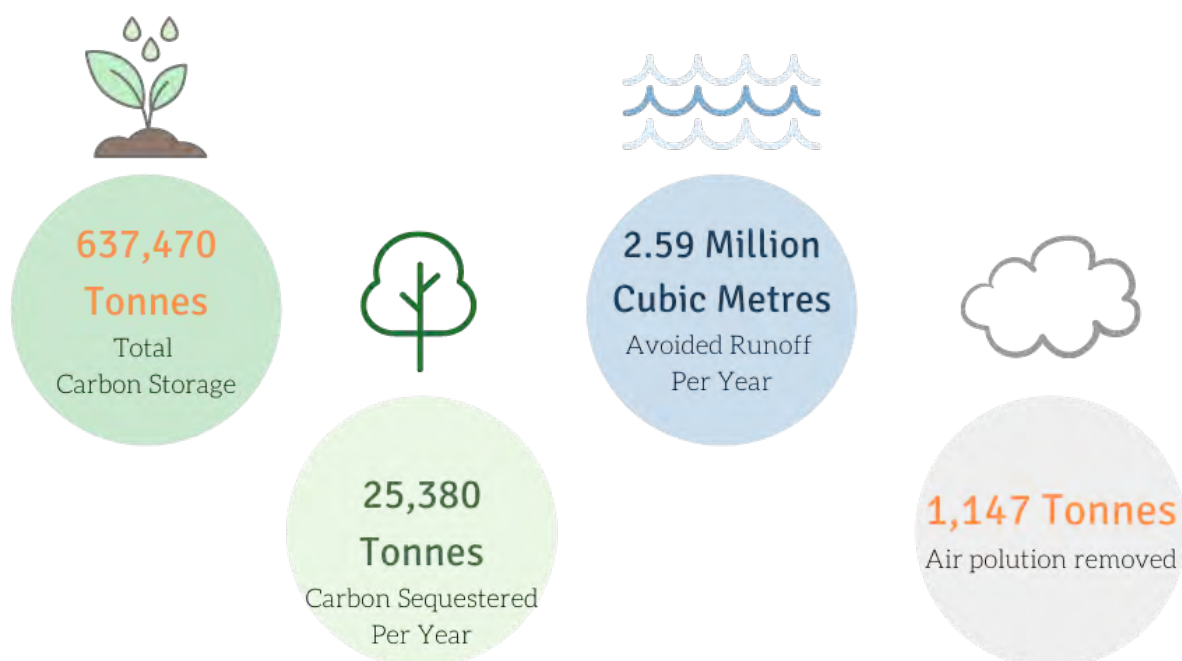 637,470
Tonnes
Total
Carbon Storage
25,380
Tonnes
Carbon Sequestered
Per Year
2.59 Million
Cubic Metres
Avoided Runoff
Per Year
1,147 Tonnes
Air polution removed